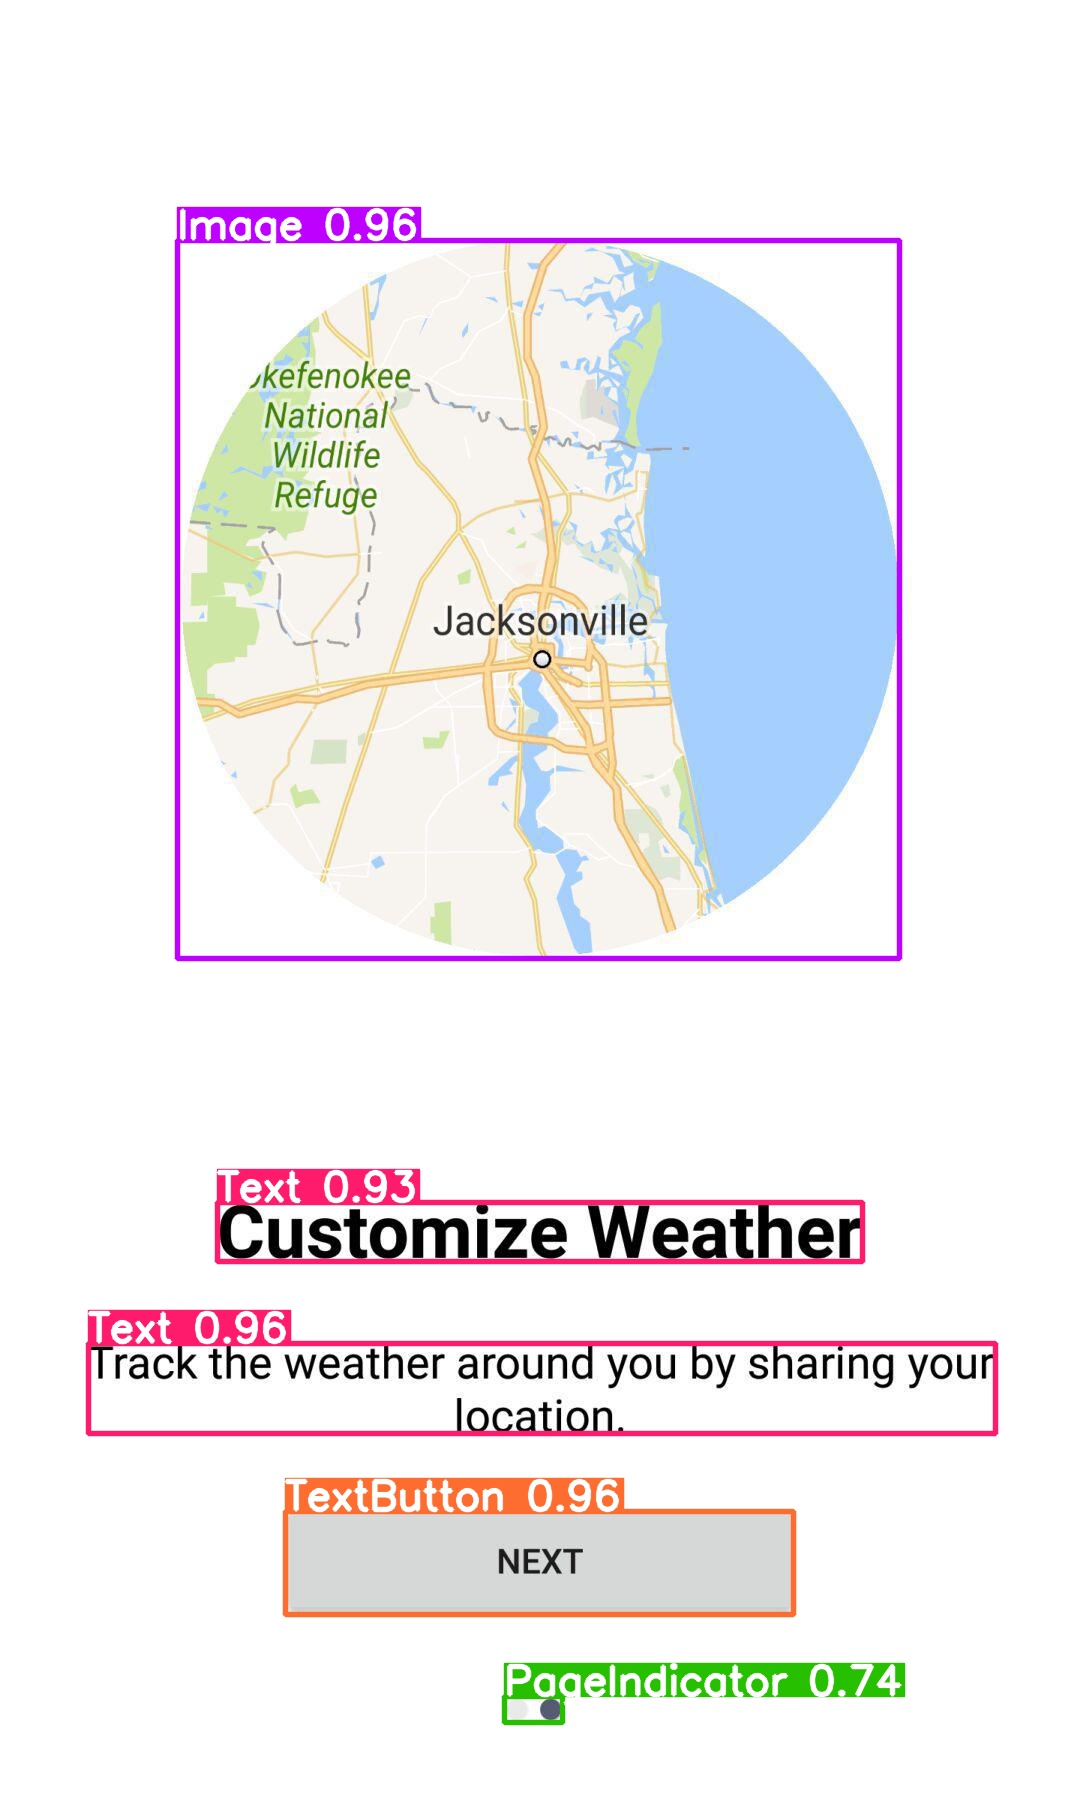 Image 0.96
kefenokee
National
Wildlife
Refuge
Jacksonville
Text 0.93
Customize Weather
Text 0.96
Track the weather around you by sharing your
location.
TextButton 0.96
NEXT
PageIndicator 0.74